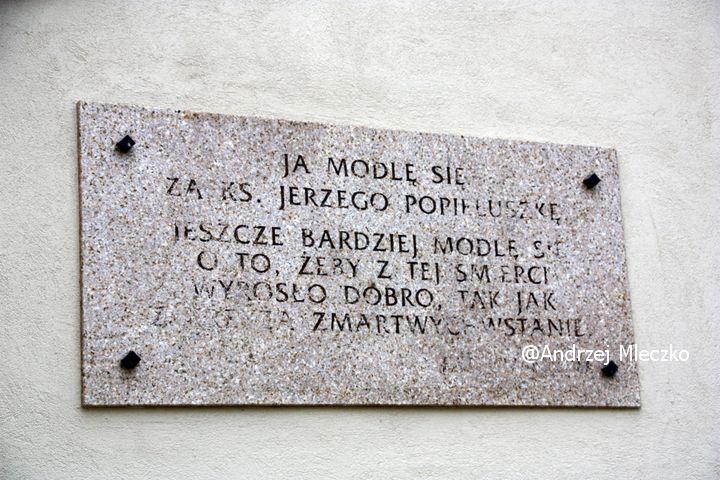 JA MODLĘ SIĘ
ZA KS. JERZEGO POPIEŁUSZKĘ
JESZCZE BARDZIEJ MODLĘ SIĘ
O TO, ŻEBY Z TEJ ŚMIERCI
WYROSŁO DOBRO, TAK JAK
Z KRZYŻA ZMARTWYCHWSTANIE
@Andrzej Mleczko